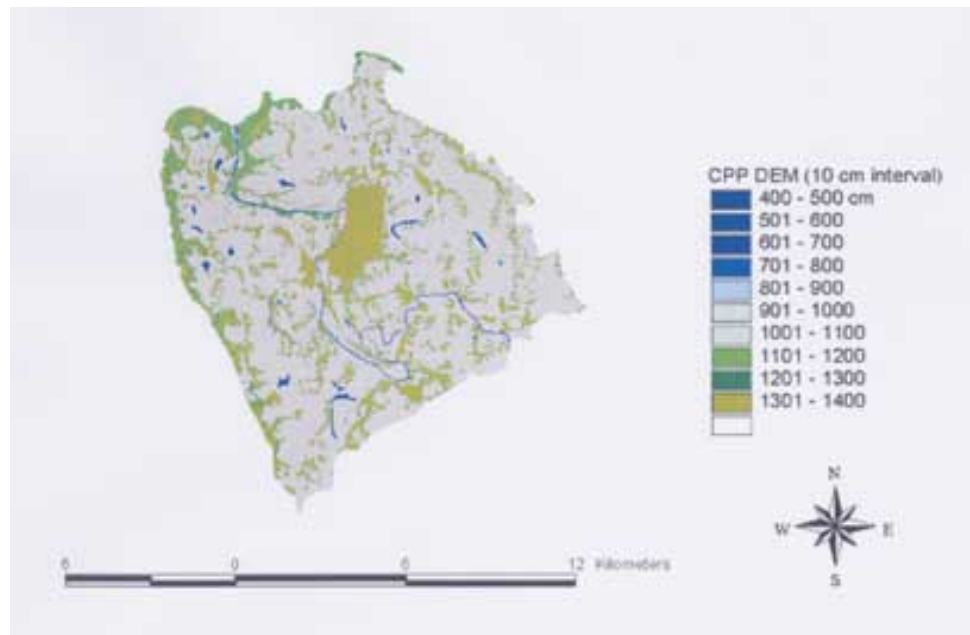 CPP DEM (10 cm interval)
400 - 500 cm
501 - 600
601 - 700
701 - 800
801 - 900
901 - 1000
1001 - 1100
1101 - 1200
1201 - 1300
1301 - 1400
N
W E
S
6 0 6 12 Kilometers